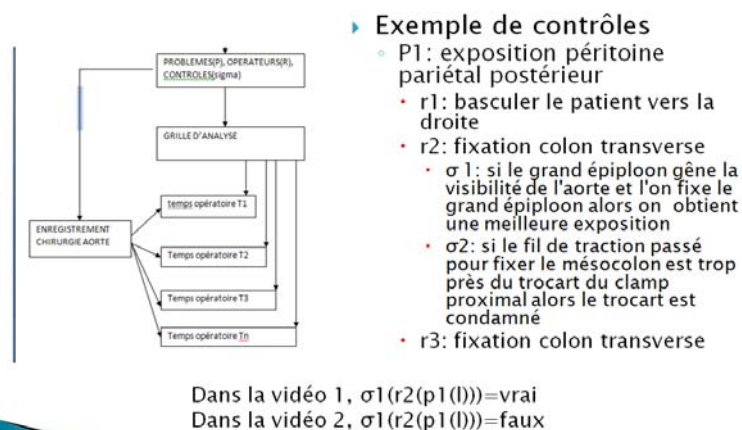 PROBLEMES(P), OPERATEURS(R),
CONTROLES(sigma)
GRILLE D'ANALYSE
temps opératoire T1
ENREGISTREMENT
CHIRURGIE AORTE
Temps opératoire T2
Temps opératoire T3
Temps opératoire Tn
Exemple de contrôles
P1: exposition péritoine
pariétal postérieur
r1: basculer le patient vers la
droite
r2: fixation colon transverse
σ 1: si le grand épiploon gêne la
visibilité de l'aorte et l'on fixe le
grand épiploon alors on obtient
une meilleure exposition
σ2: si le fil de traction passé
pour fixer le mésocolon est trop
près du trocart du clamp
proximal alors le trocart est
condamné
r3: fixation colon transverse
Dans la vidéo 1, σ1(r2(p1(I)))=vrai
Dans la vidéo 2, σ1(r2(p1(I)))=faux